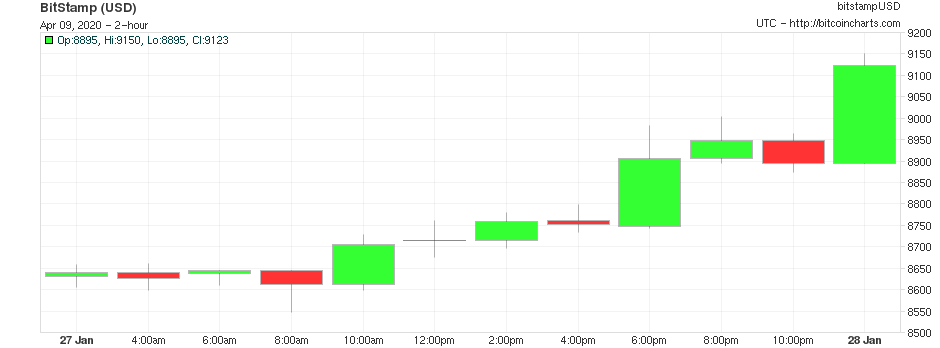 BitStamp (USD)
bitstampUSD
Apr 09, 2020 - 2-hour
UTC - http://bitcoincharts.com
Op:8895, Hi:9150, Lo:8895, Cl:9123
9200
9150
9100
9050
9000
8950
8900
8850
8800
8750
8700
8650
8600
8550
8500
27 Jan
4:00am
6:00am
8:00am
10:00am
12:00pm
2:00pm
4:00pm
6:00pm
8:00pm
10:00pm
28 Jan